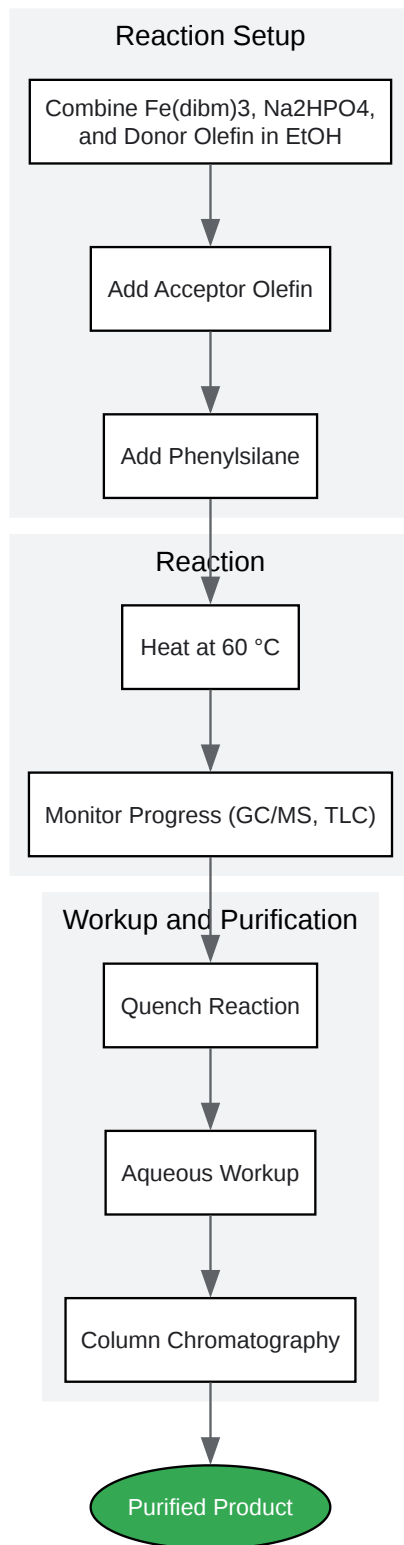 Reaction Setup
Combine Fe(dibm)3, Na2HPO4,
and Donor Olefin in EtOH
Add Acceptor Olefin
Add Phenylsilane
Reaction
Heat at 60 °C
Monitor Progress (GC/MS, TLC)
Workup and Purification
Quench Reaction
Aqueous Workup
Column Chromatography
Purified Product